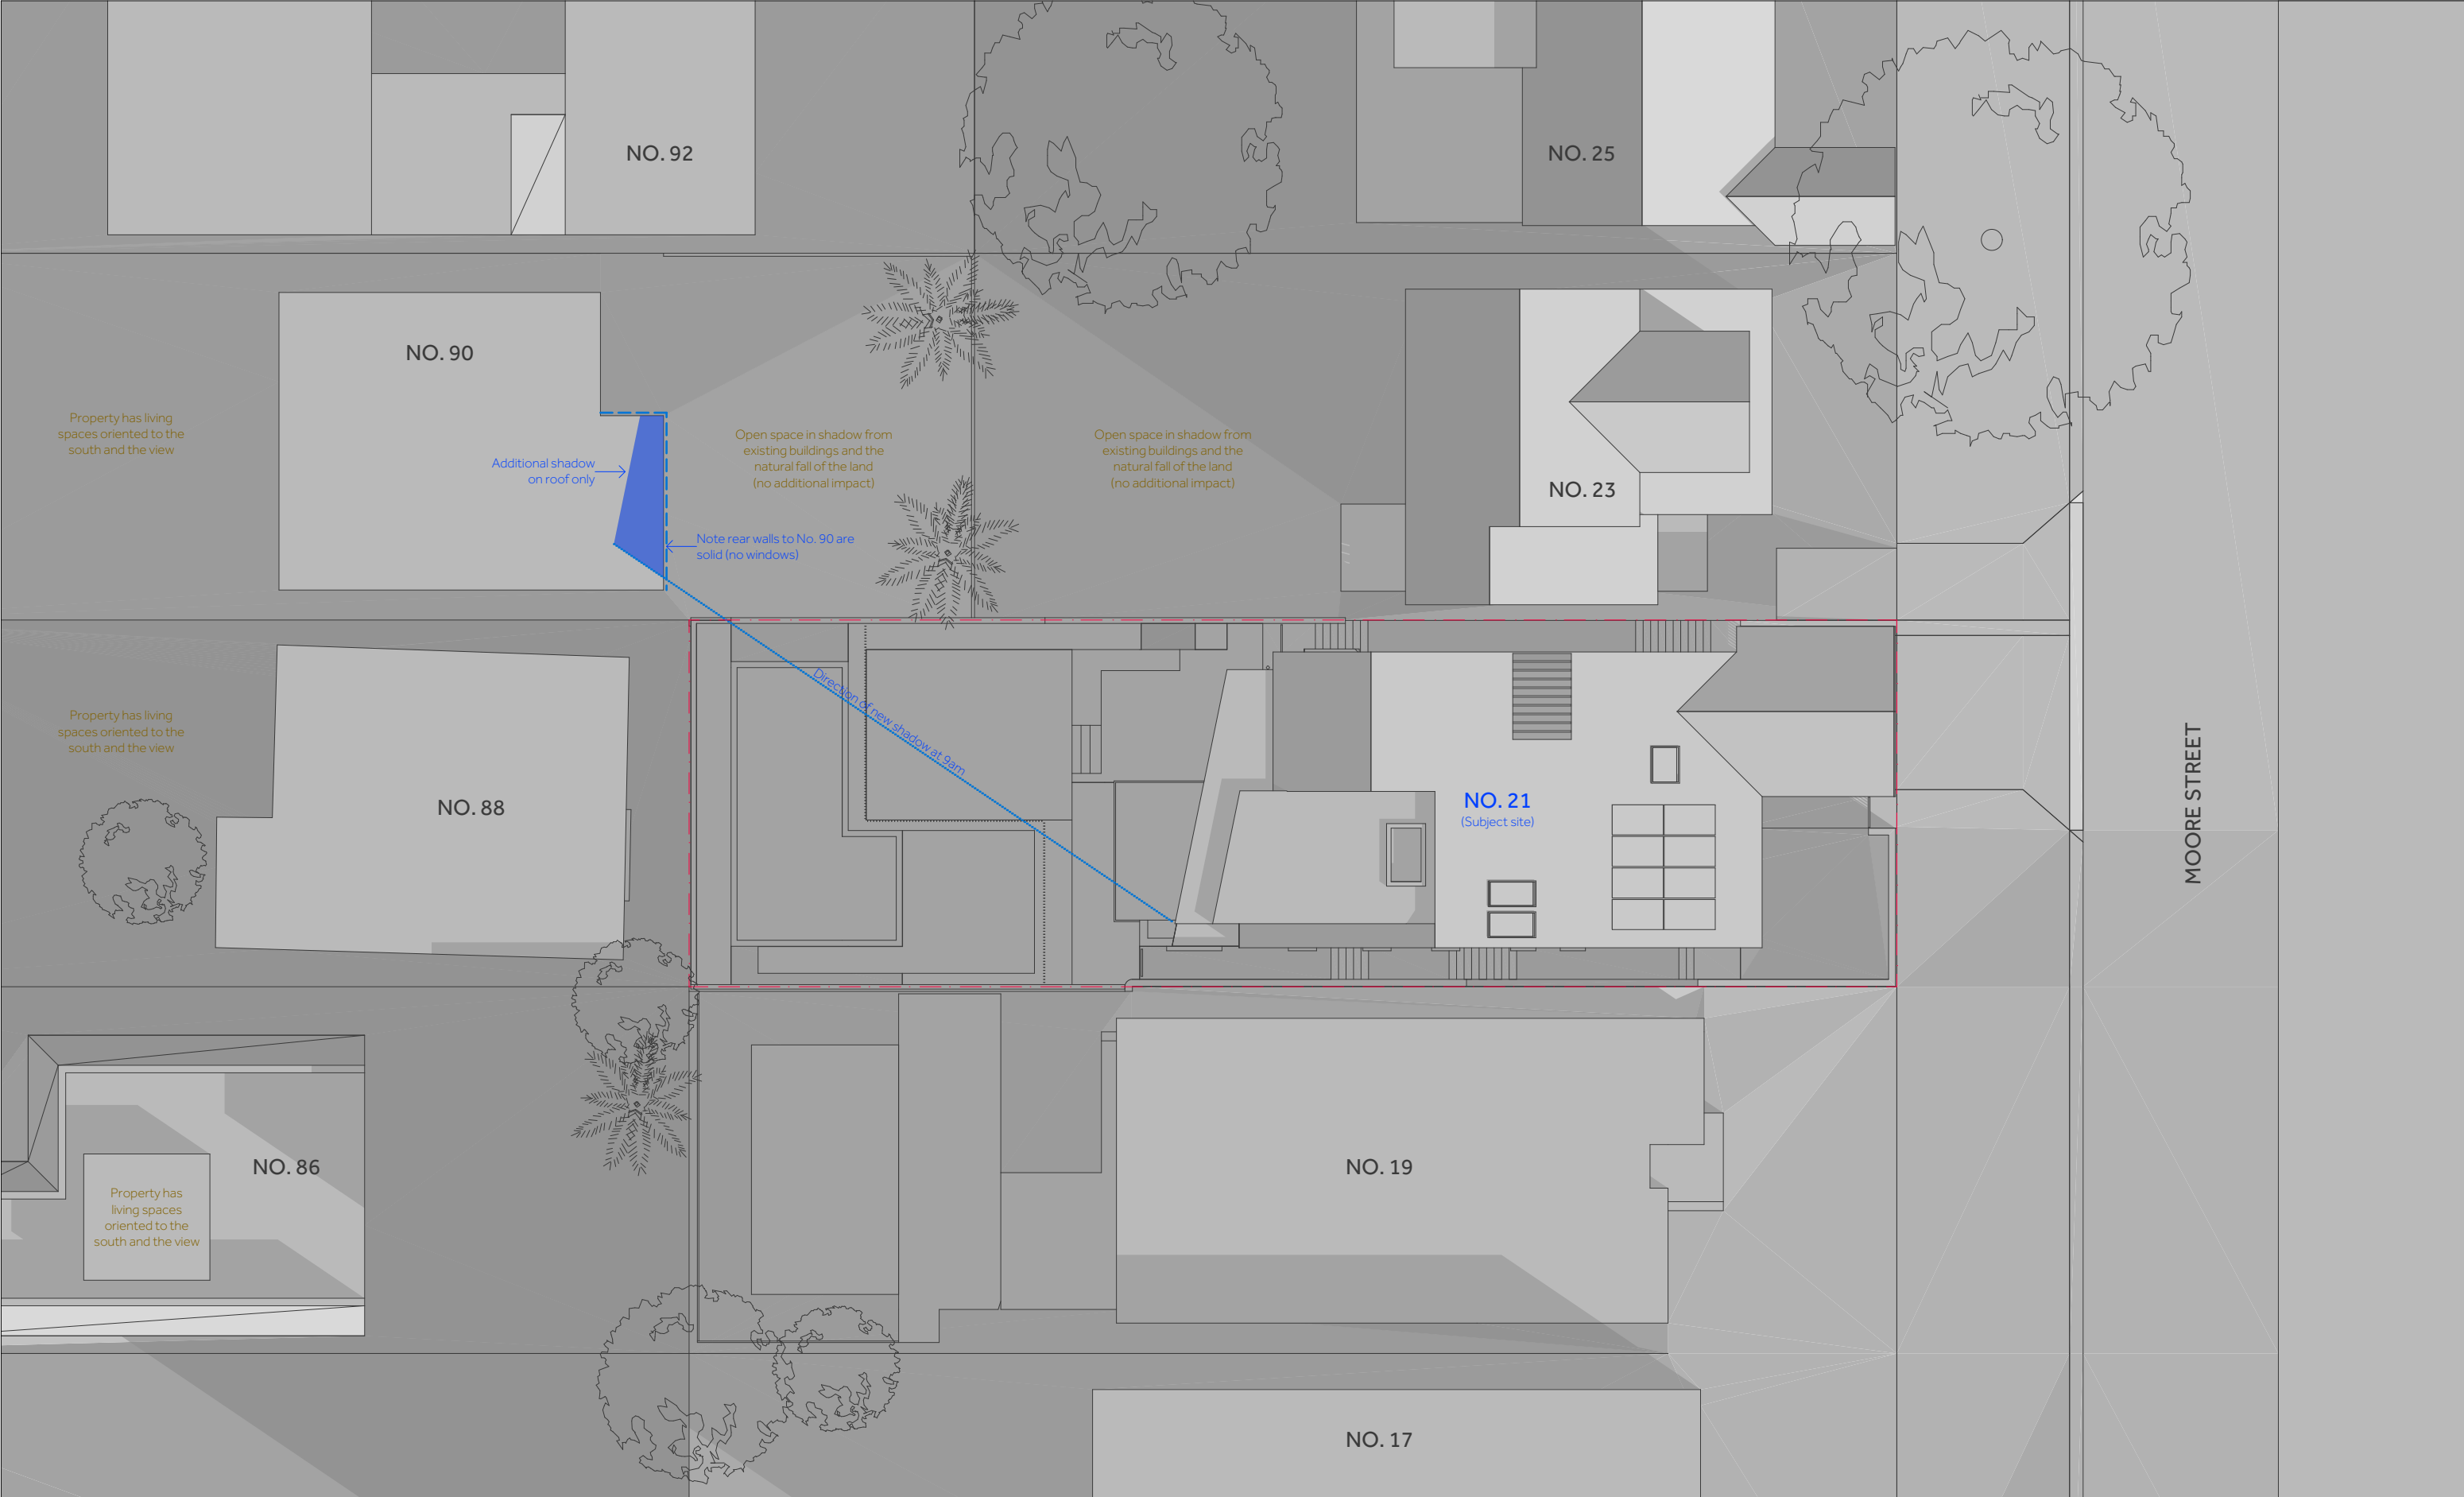 NO. 92
NO. 25
NO. 90
Property has living
spaces oriented to the
south and the view
Additional shadow
on roof only
Open space in shadow from
existing buildings and the
natural fall of the land
(no additional impact)
Open space in shadow from
existing buildings and the
natural fall of the land
(no additional impact)
NO. 23
Note rear walls to No. 90 are
solid (no windows)
Direction of new shadow at 9am
Property has living
spaces oriented to the
south and the view
NO. 88
NO. 21
(Subject site)
MOORE STREET
NO. 86
Property has
living spaces
oriented to the
south and the view
NO. 19
NO. 17